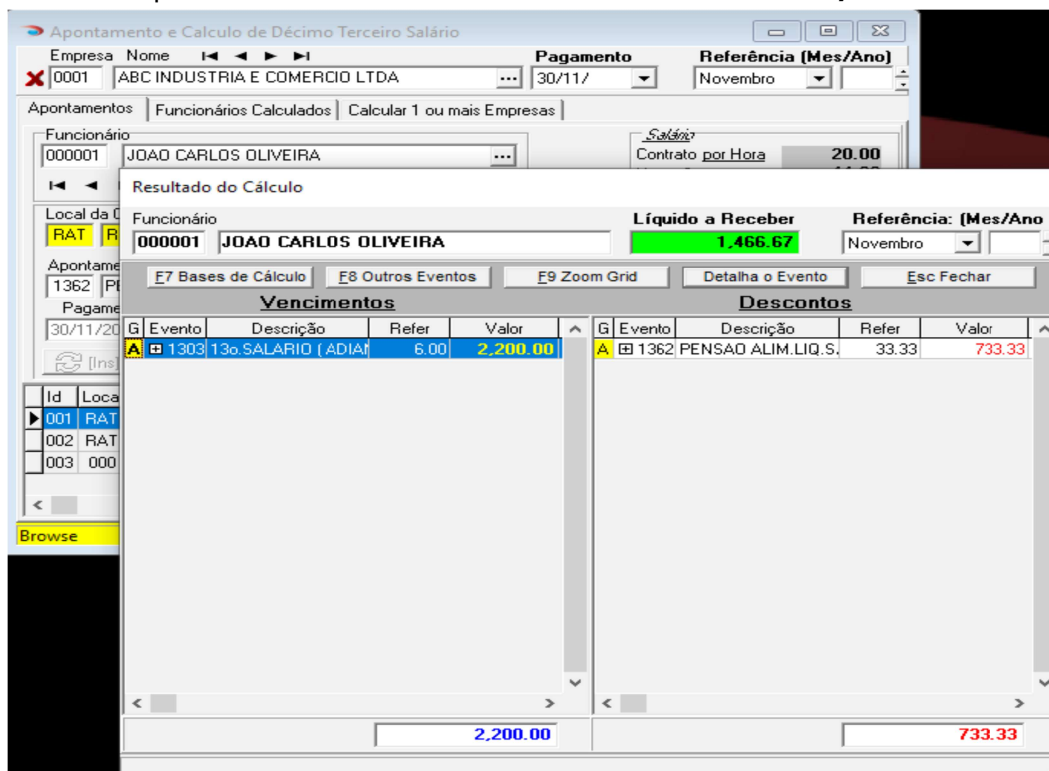 Apontamento e Calculo de Décimo Terceiro Salário
Empresa Nome Pagamento Referência (Mes/Ano)
0001 ABC INDUSTRIA E COMERCIO LTDA ... 30/11/ Novembro
Apontamentos Funcionários Calculados Calcular 1 ou mais Empresas
Funcionário Salário
000001 JOAO CARLOS OLIVEIRA ... Contrato por Hora 20.00
Resultado do Cálculo
Local da
Funcionário Líquido a Receber Referência: (Mes/Ano
RAT
000001 JOAO CARLOS OLIVEIRA 1,466.67 Novembro
Apontame
1362
F7 Bases de Cálculo F8 Outros Eventos F9 Zoom Grid Detalha o Evento Esc Fechar
Pagame
Vencimentos Descontos
30/11/20
G Evento Descrição Refer Valor G Evento Descrição Refer Valor
A 1303 13o.SALARIO ( ADIAN 6.00 2,200.00 A 1362 PENSAO ALIM.LIQ.S. 33.33 733.33
[Ins]
Id Loca
001 RAT
002 RAT
003 000
Browse
2,200.00 733.33